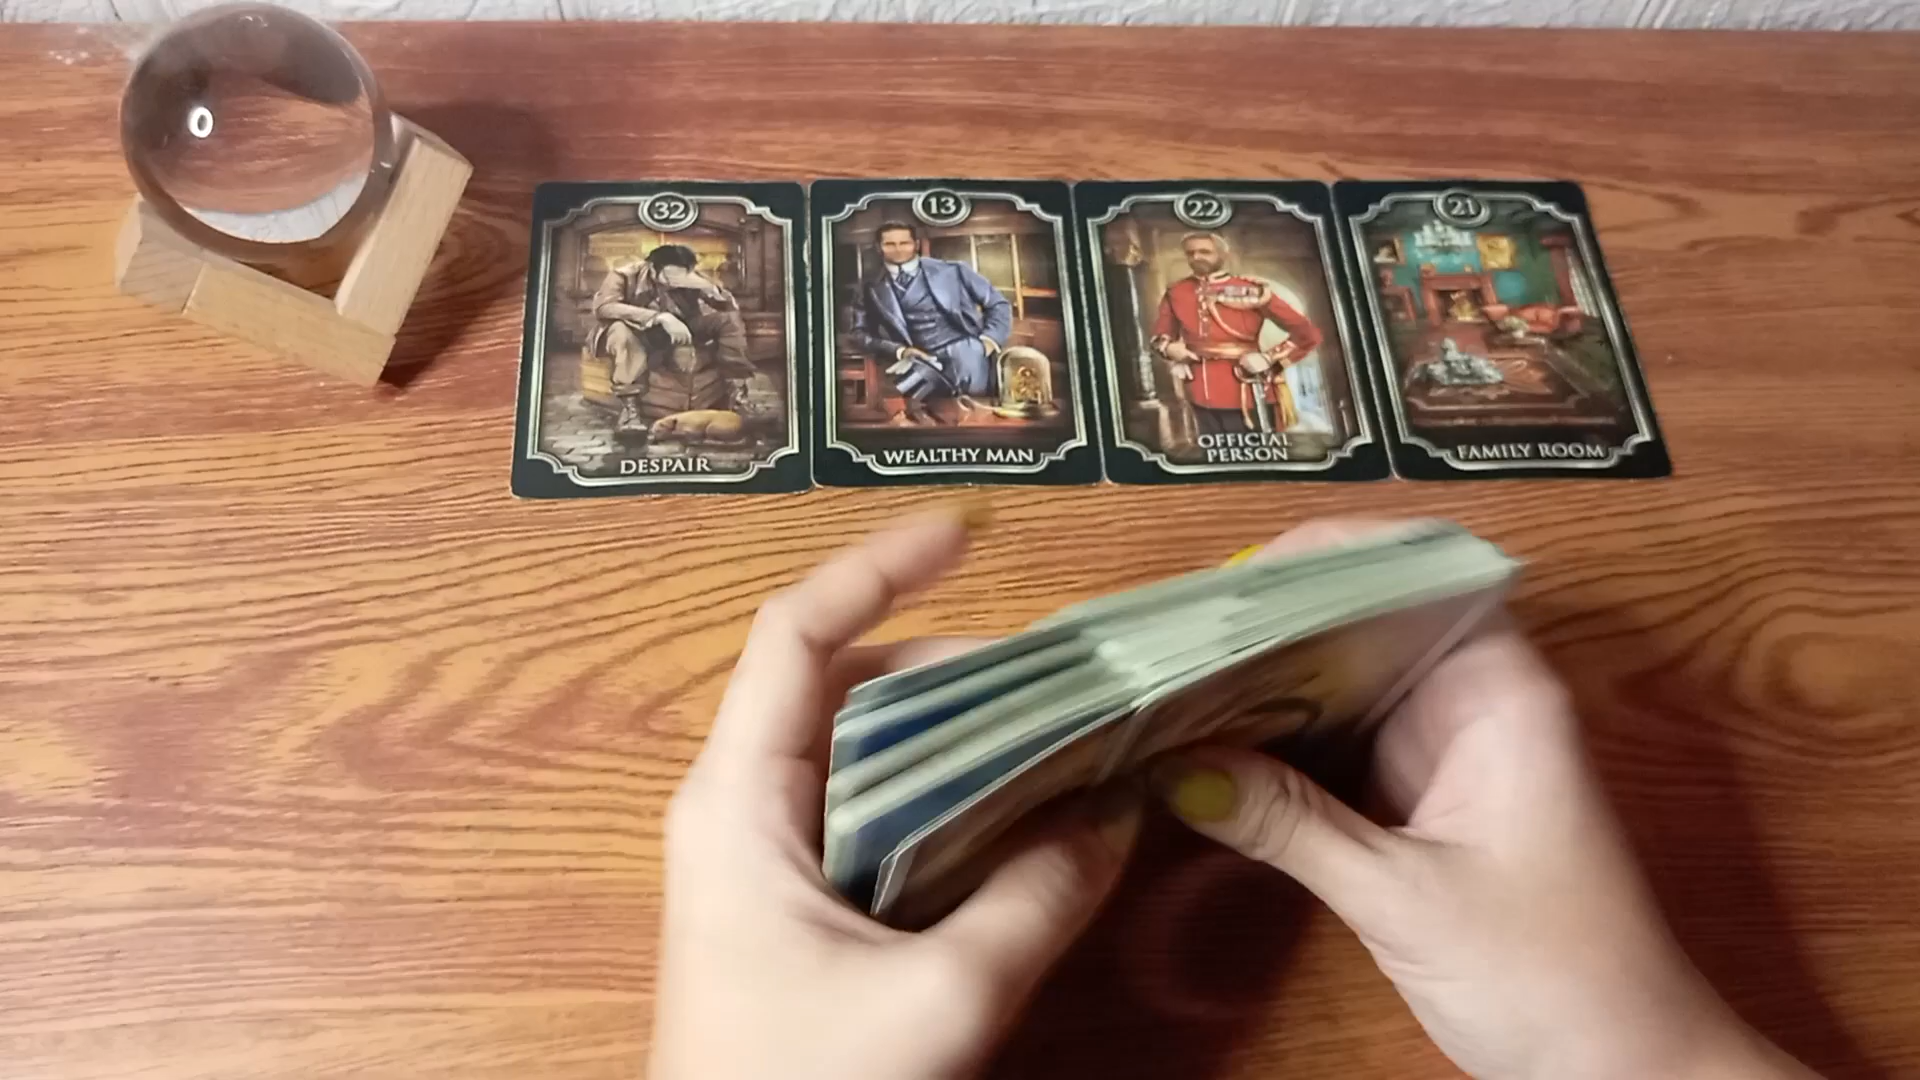 32
DESPAIR
13
WEALTHY MAN
22
OFFICIAL
PERSON
21
FAMILY ROOM